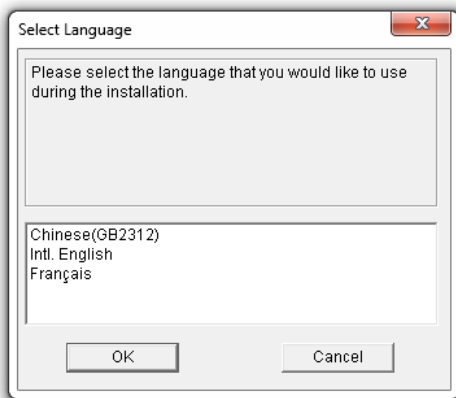 Select Language
Please select the language that you would like to use
during the installation.
Chinese(GB2312)
Intl. English
Français
OK
Cancel